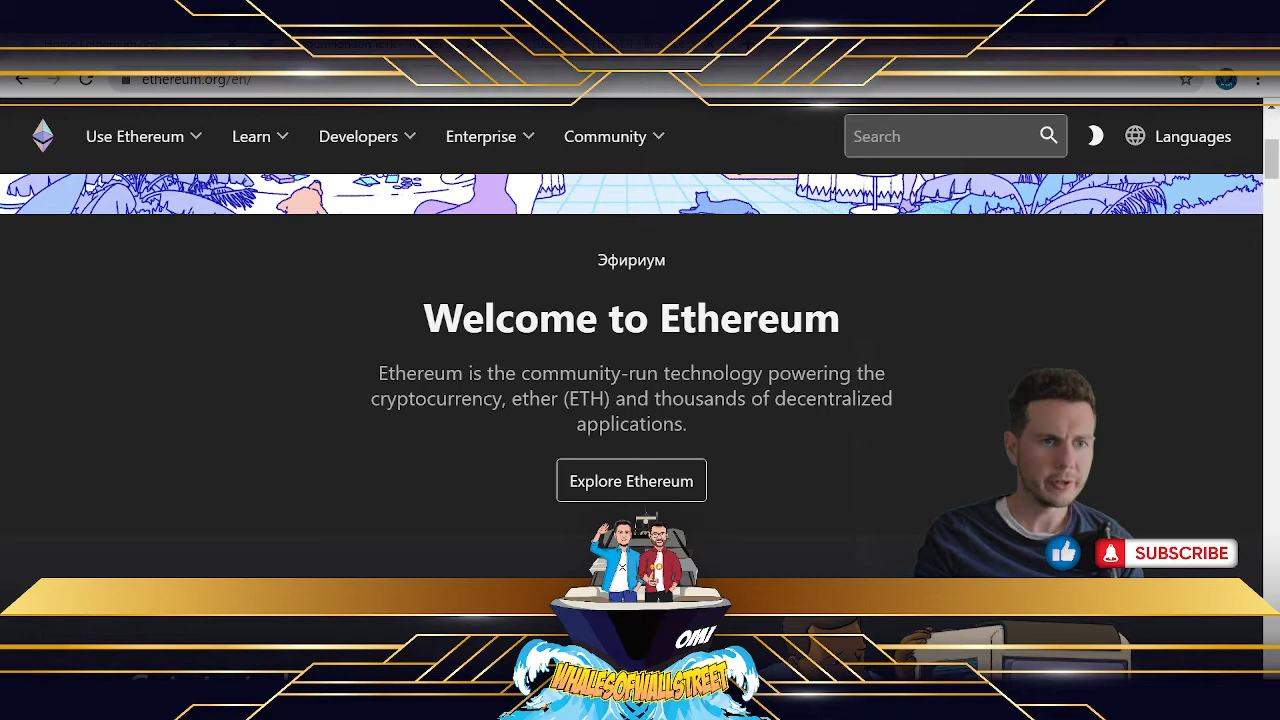 ethereum.org/en/
Use Ethereum
Learn
Developers
Enterprise
Community
Search
Languages
Эфириум
Welcome to Ethereum
Ethereum is the community-run technology powering the
cryptocurrency, ether (ETH) and thousands of decentralized
applications.
Explore Ethereum
SUBSCRIBE
OMI
WHALESOFWALLSTREET